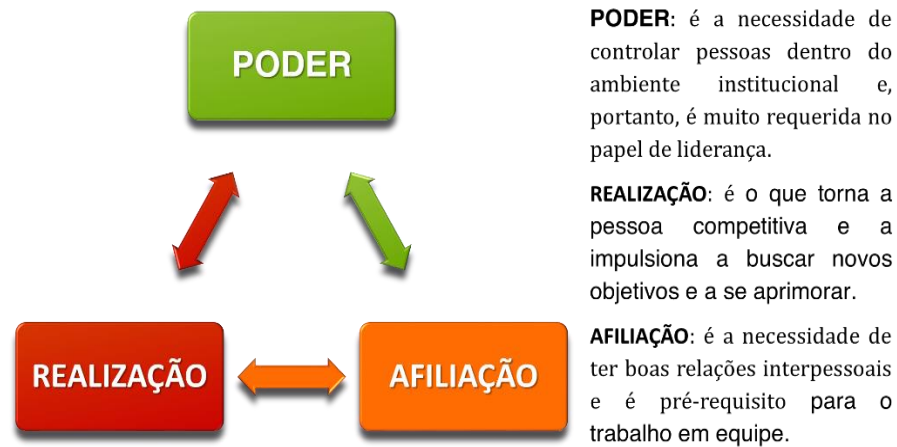 PODER
REALIZAÇÃO
AFILIAÇÃO
PODER: é a necessidade de
controlar pessoas dentro do
ambiente institucional e,
portanto, é muito requerida no
papel de liderança.
REALIZAÇÃO: é o que torna a
pessoa competitiva e a
impulsiona a buscar novos
objetivos e a se aprimorar.
AFILIAÇÃO: é a necessidade de
ter boas relações interpessoais
e é pré-requisito para o
trabalho em equipe.